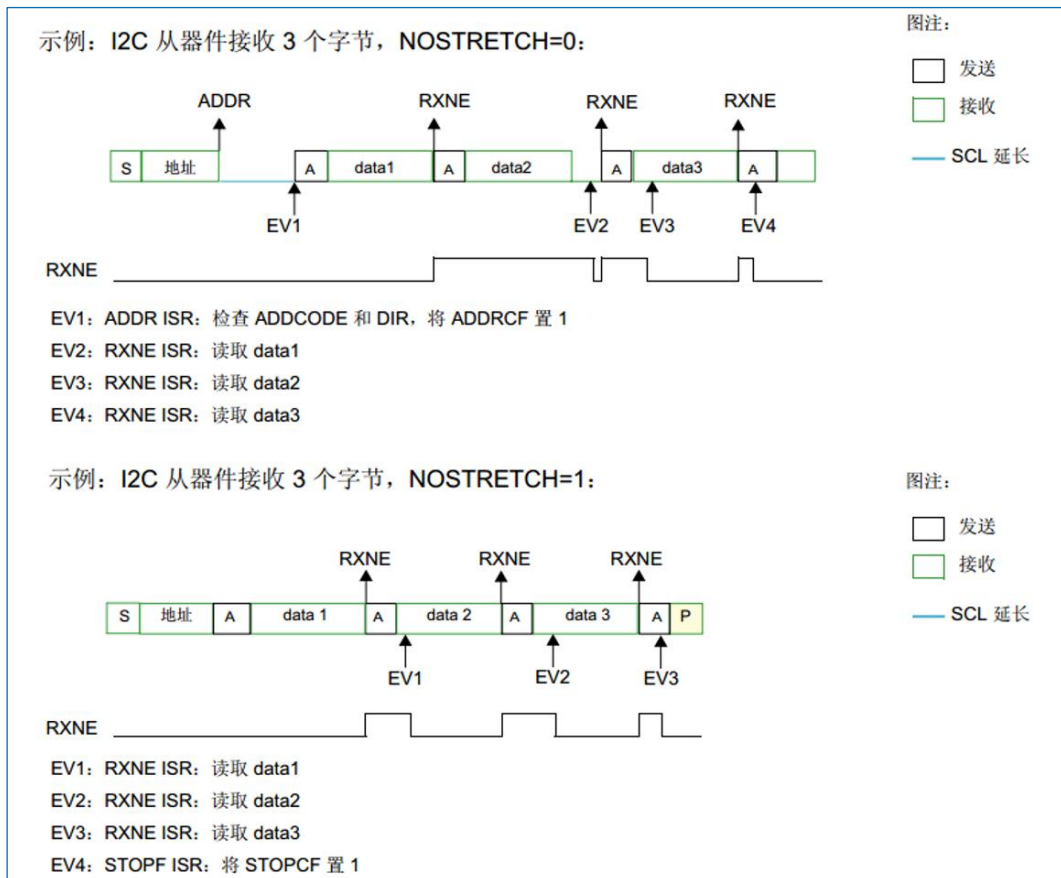 示例：I2C 从器件接收 3 个字节，NOSTRETCH=0：
图注：
发送
接收
SCL 延长
ADDR RXNE RXNE RXNE
S 地址 A data1 A data2 A data3 A
EV1 EV2 EV3 EV4
RXNE
EV1：ADDR ISR：检查 ADDCODE 和 DIR，将 ADDRCF 置 1
EV2：RXNE ISR：读取 data1
EV3：RXNE ISR：读取 data2
EV4：RXNE ISR：读取 data3
示例：I2C 从器件接收 3 个字节，NOSTRETCH=1：
图注：
发送
接收
SCL 延长
RXNE RXNE RXNE
S 地址 A data 1 A data 2 A data 3 A P
EV1 EV2 EV3
RXNE
EV1：RXNE ISR：读取 data1
EV2：RXNE ISR：读取 data2
EV3：RXNE ISR：读取 data3
EV4：STOPF ISR：将 STOPCF 置 1